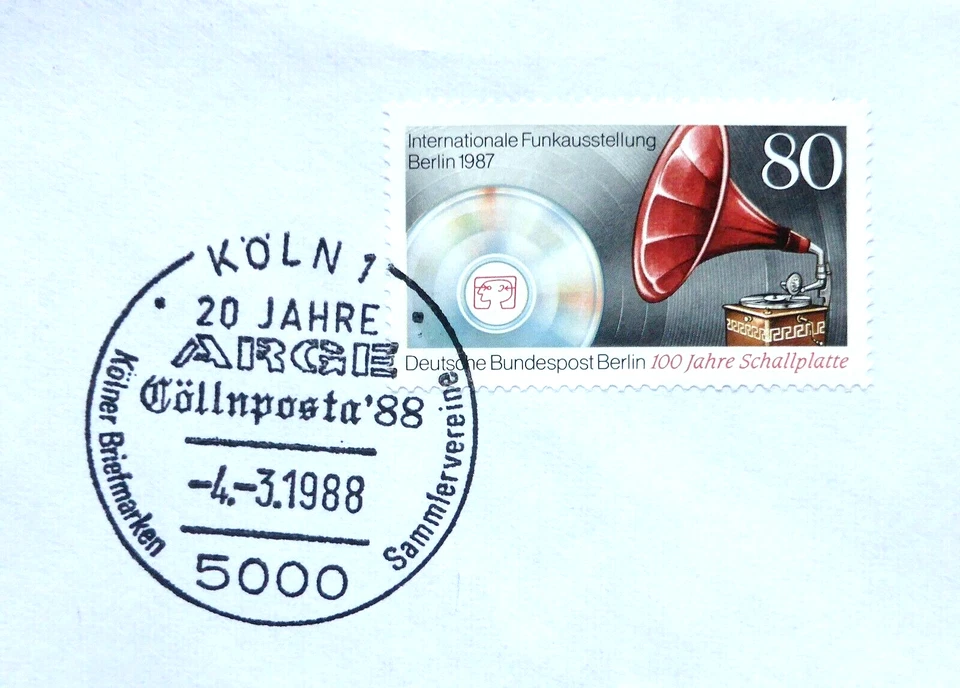 Internationale Funkausstellung
Berlin 1987
80
Deutsche Bundespost Berlin 100 Jahre Schallplatte
KÖLN 1
20 JAHRE
ARGE
Cöllnposta'88
-4.-3.1988
5000
Kölner Briefmarken Sammlervereine